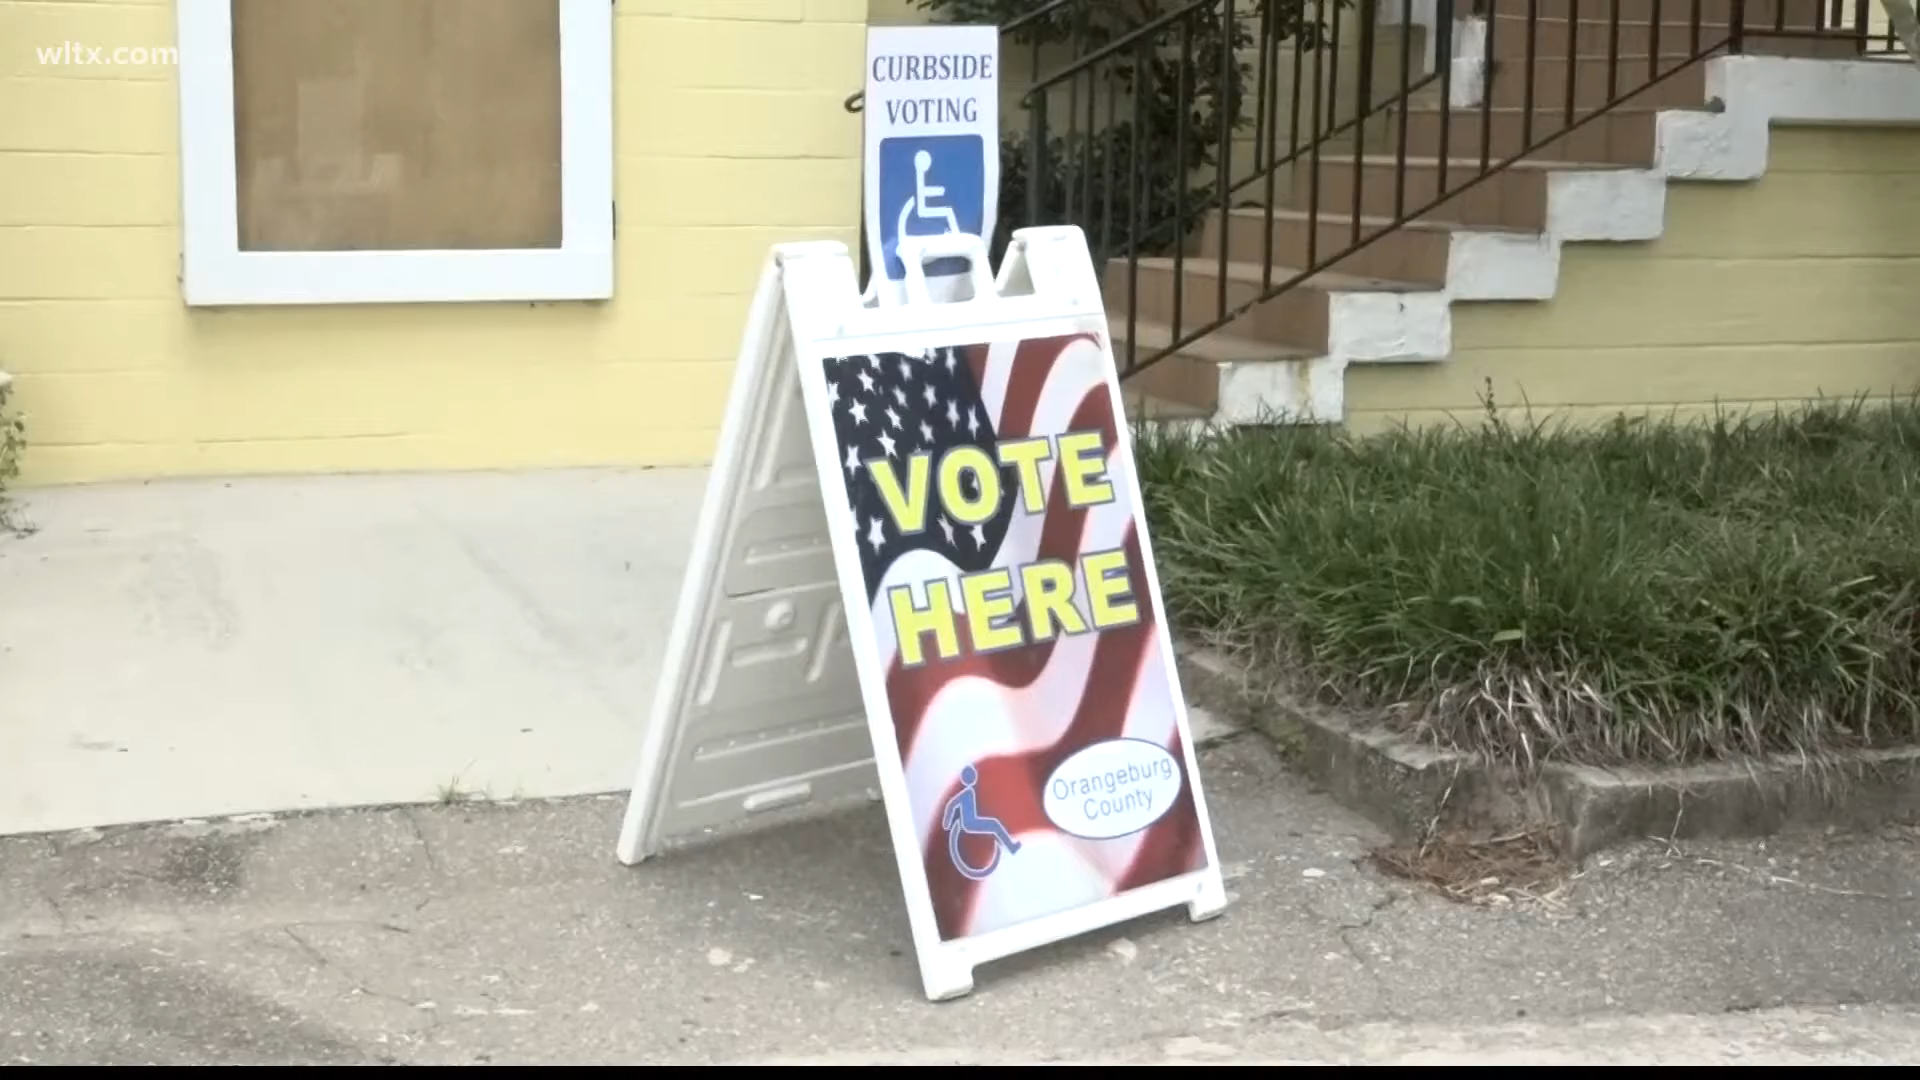 wltx.com
CURBSIDE
VOTING
VOTE
HERE
Orangeburg
County